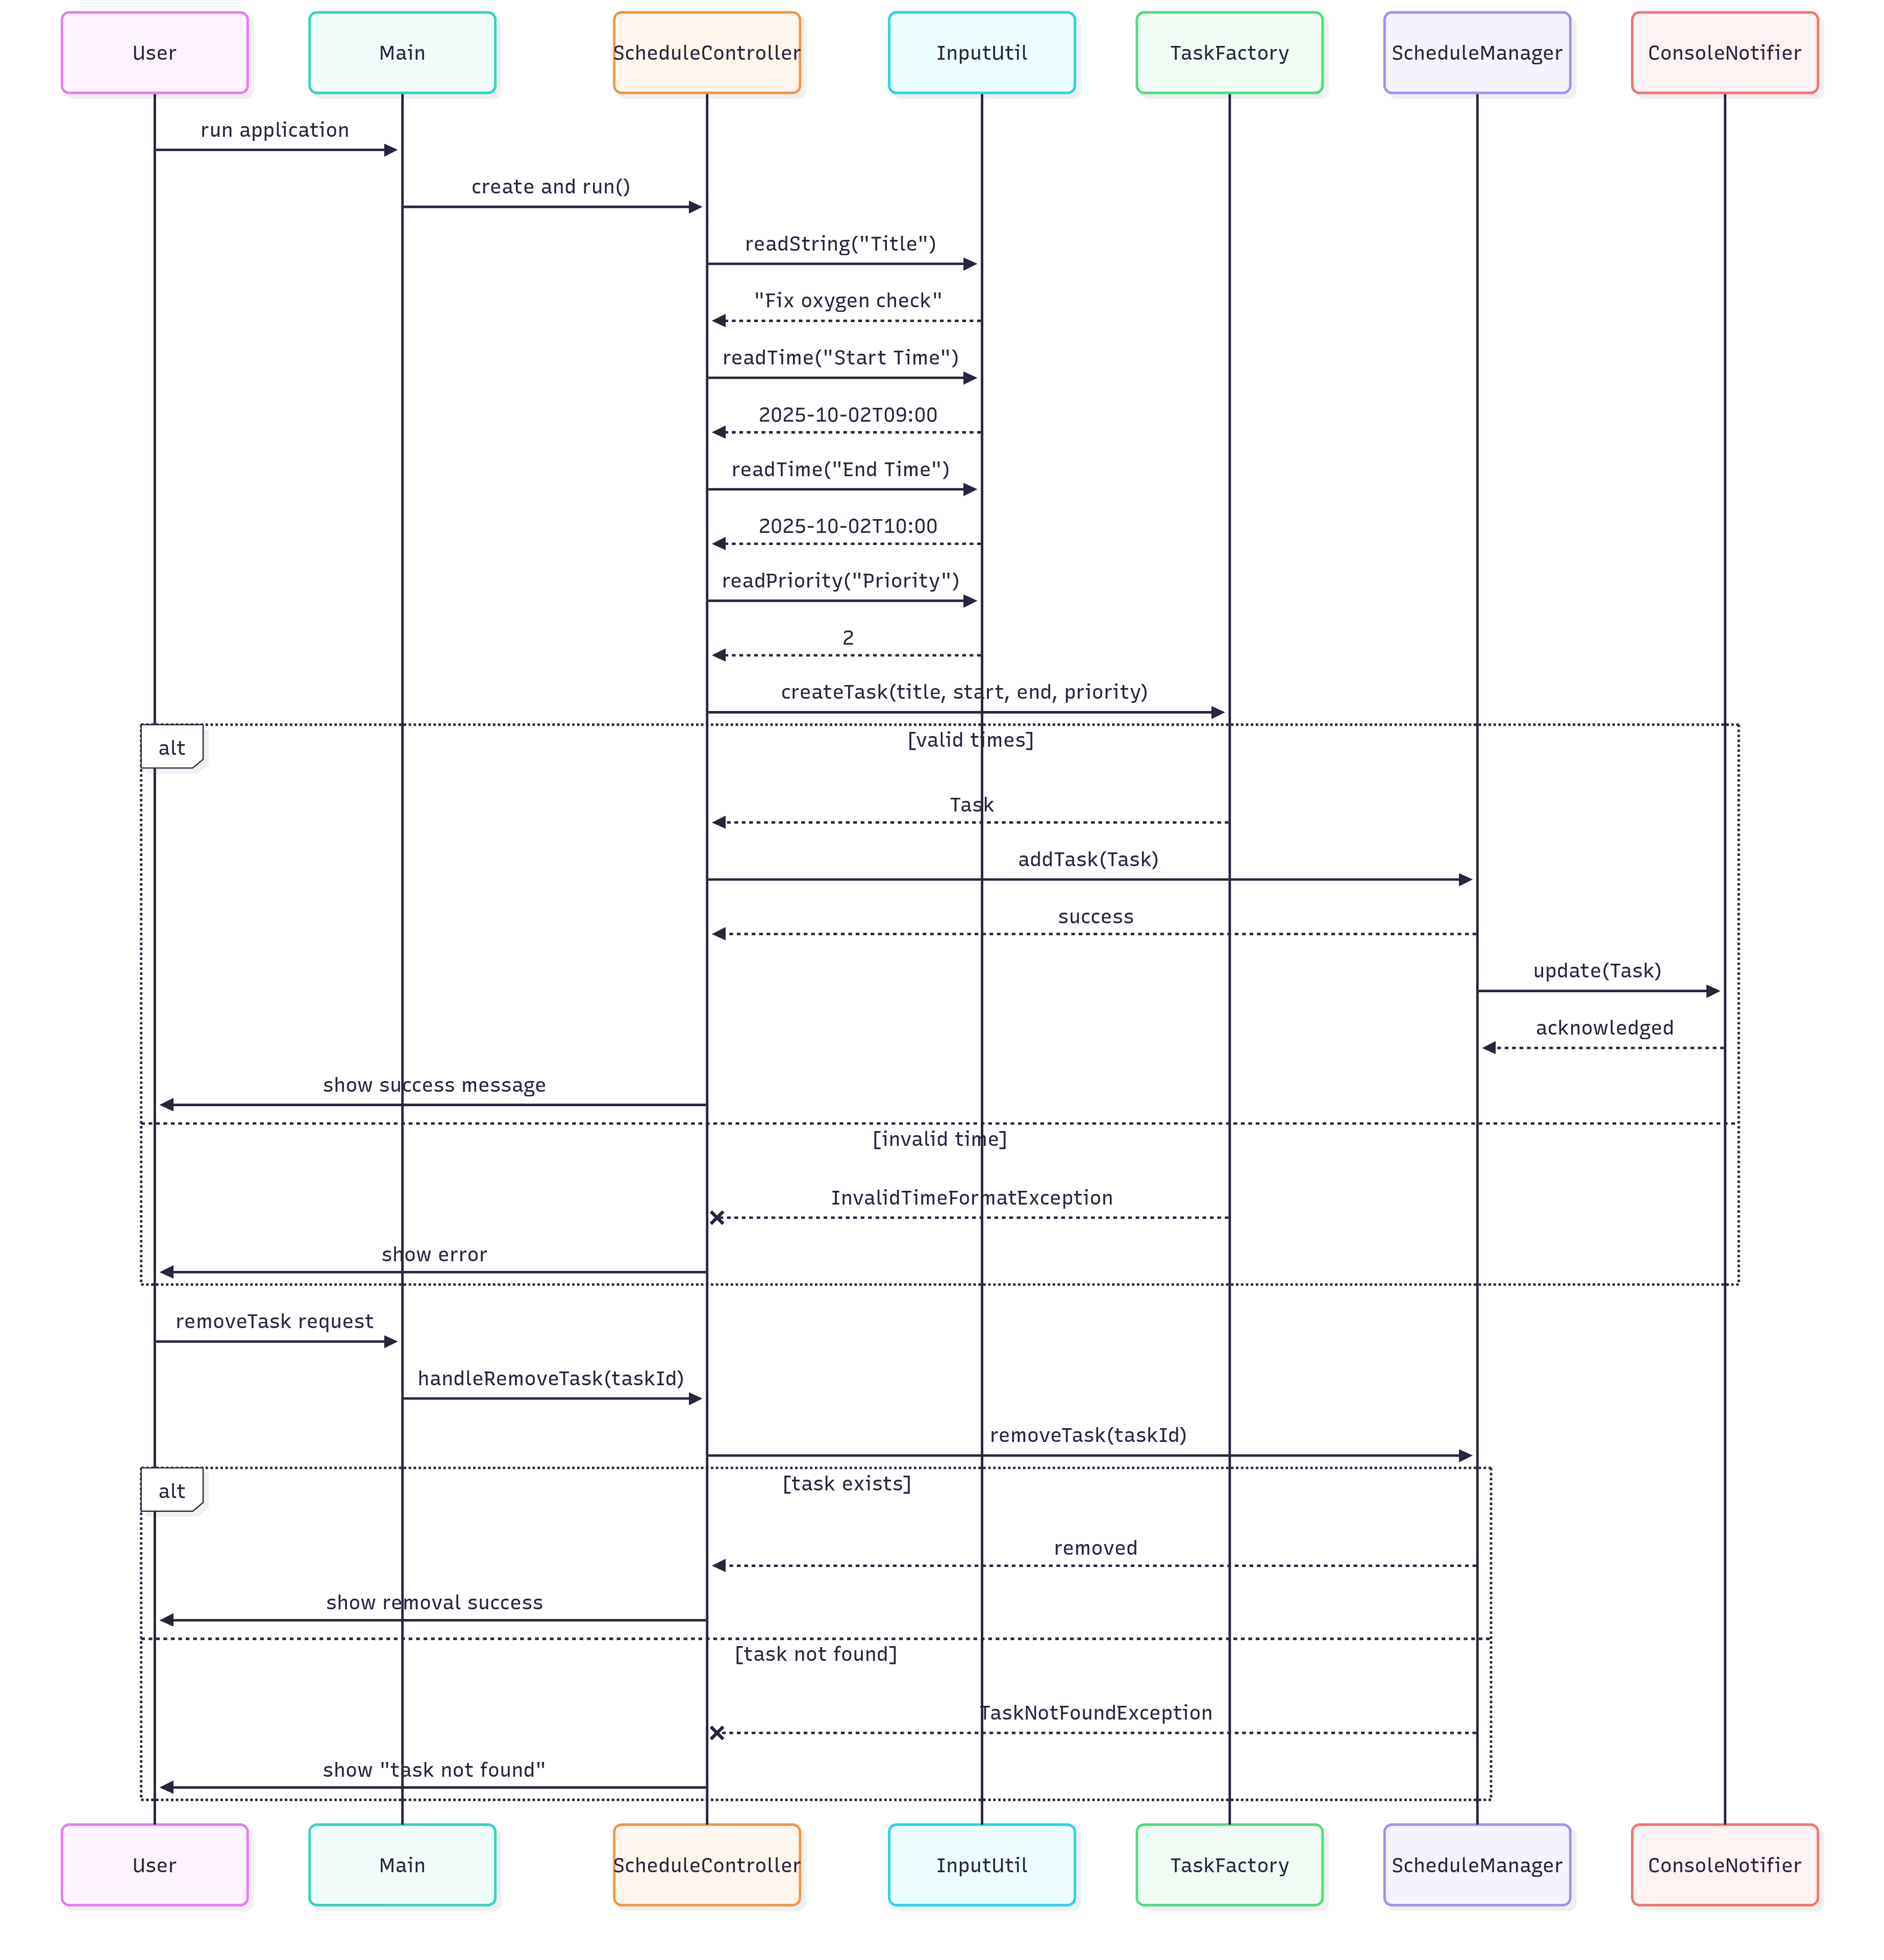 User
Main
ScheduleController
InputUtil
TaskFactory
ScheduleManager
ConsoleNotifier
run application
create and run()
readString("Title")
"Fix oxygen check"
readTime("Start Time")
2025-10-02T09:00
readTime("End Time")
2025-10-02T10:00
readPriority("Priority")
2
createTask(title, start, end, priority)
alt
[valid times]
Task
addTask(Task)
success
update(Task)
acknowledged
show success message
[invalid time]
InvalidTimeFormatException
show error
removeTask request
handleRemoveTask(taskId)
removeTask(taskId)
alt
[task exists]
removed
show removal success
[task not found]
TaskNotFoundException
show "task not found"
User
Main
ScheduleController
InputUtil
TaskFactory
ScheduleManager
ConsoleNotifier